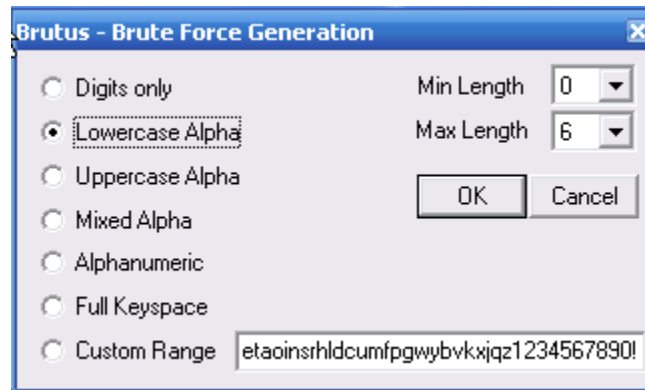 Brutus - Brute Force Generation
Digits only
Min Length 0
Lowercase Alpha
Max Length 6
Uppercase Alpha
OK Cancel
Mixed Alpha
Alphanumeric
Full Keyspace
Custom Range etaoinsrhldcumfpgwybvkxjqz1234567890!